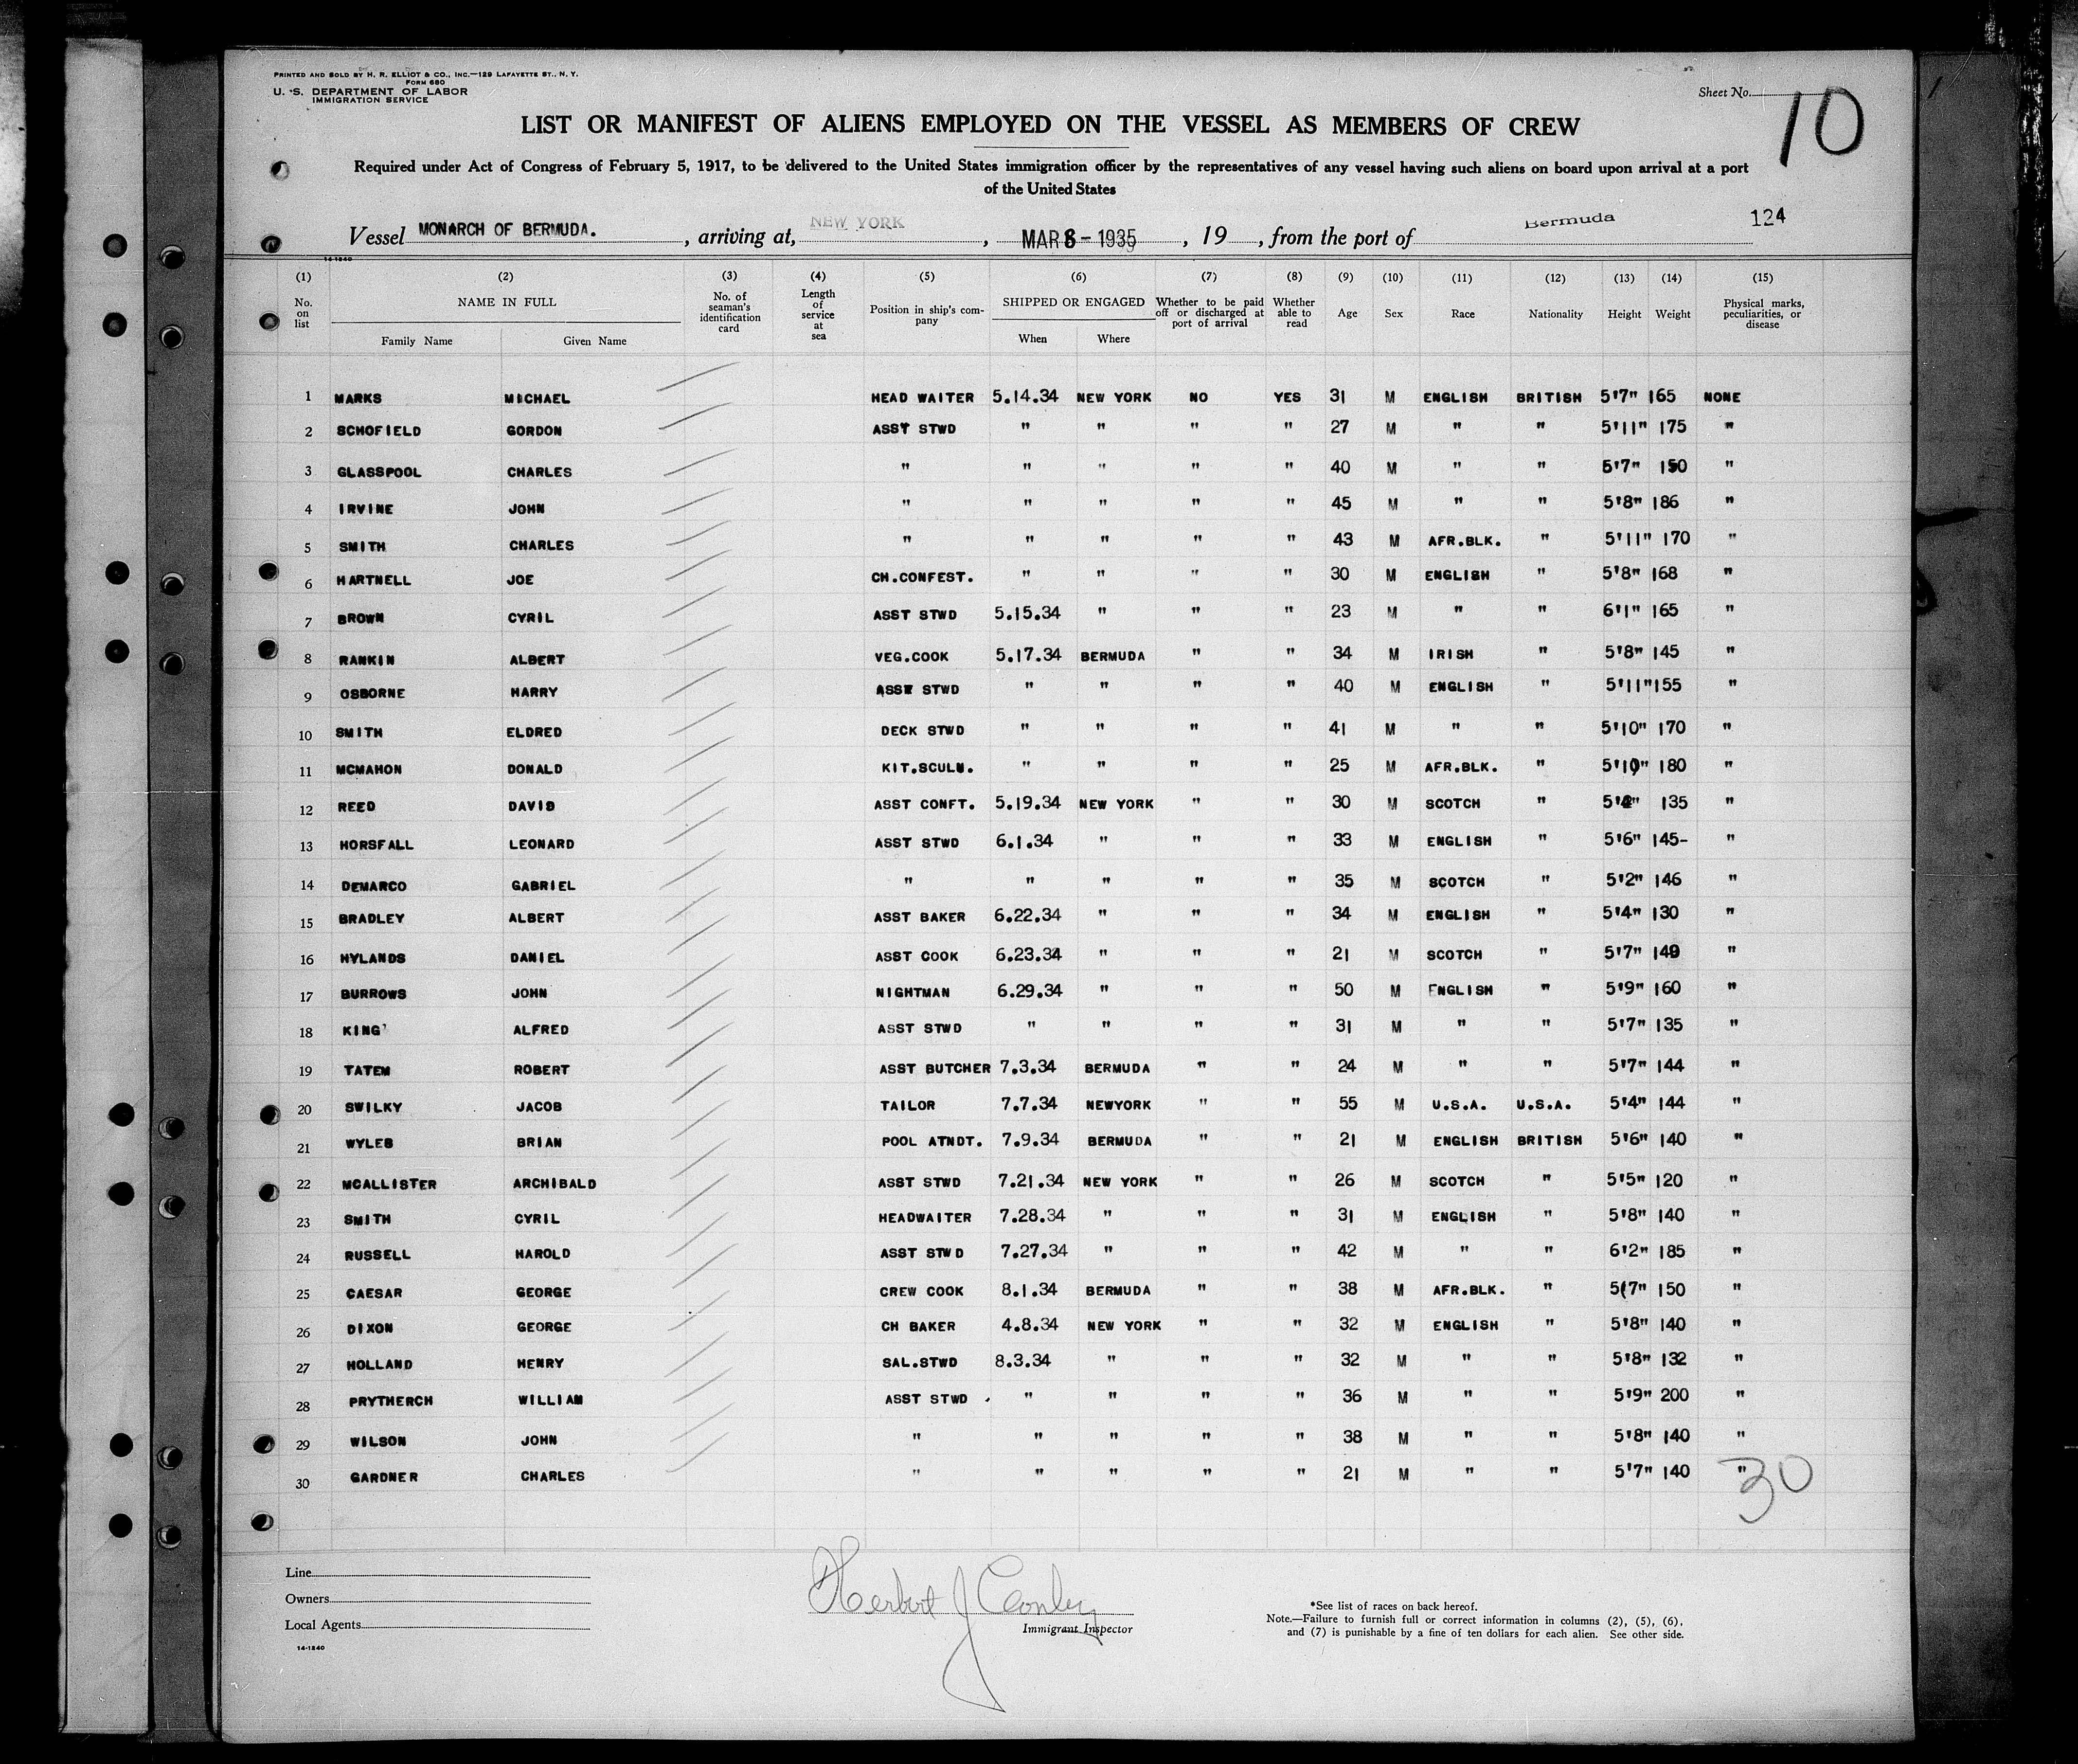 PRINTED AND SOLD BY H. R. ELLIOT & CO., INC.—129 LAFAYETTE ST., N. Y.
FORM 680
U. S. DEPARTMENT OF LABOR
IMMIGRATION SERVICE
Sheet No. 10
LIST OR MANIFEST OF ALIENS EMPLOYED ON THE VESSEL AS MEMBERS OF CREW
Required under Act of Congress of February 5, 1917, to be delivered to the United States immigration officer by the representatives of any vessel having such aliens on board upon arrival at a port
of the United States
124
Vessel MONARCH OF BERMUDA. , arriving at, NEW YORK , MAR 8 - 1935 , 19 , from the port of Bermuda
14-1240
(1) (2) (3) (4) (5) (6) (7) (8) (9) (10) (11) (12) (13) (14) (15)
No. on list NAME IN FULL Family Name Given Name No. of seaman's identification card Length of service at sea Position in ship's company SHIPPED OR ENGAGED When Where Whether to be paid off or discharged at port of arrival Whether able to read Age Sex Race Nationality Height Weight Physical marks, peculiarities, or disease
1 MARKS MICHAEL HEAD WAITER 5.14.34 NEW YORK NO YES 31 M ENGLISH BRITISH 5'7" 165 NONE
2 SCHOFIELD GORDON ASST STWD " " " " 27 M " " 5'11" 175 "
3 GLASSPOOL CHARLES " " " " " 40 M " " 5'7" 150 "
4 IRVINE JOHN " " " " " 45 M " " 5'8" 186 "
5 SMITH CHARLES " " " " " 43 M AFR.BLK. " 5'11" 170 "
6 HARTNELL JOE CH.CONFEST. " " " " 30 M ENGLISH " 5'8" 168 "
7 BROWN CYRIL ASST STWD 5.15.34 " " " 23 M " " 6'1" 165 "
8 RANKIN ALBERT VEG.COOK 5.17.34 BERMUDA " " 34 M IRISH " 5'8" 145 "
9 OSBORNE HARRY ASST STWD " " " " 40 M ENGLISH " 5'11" 155 "
10 SMITH ELDRED DECK STWD " " " " 41 M " " 5'10" 170 "
11 MCMAHON DONALD KIT.SCULN. " " " " 25 M AFR.BLK. " 5'10" 180 "
12 REED DAVID ASST CONFT. 5.19.34 NEW YORK " " 30 M SCOTCH " 135 "
13 HORSFALL LEONARD ASST STWD 6.1.34 " " " 33 M ENGLISH " 5'6" 145- "
14 DEMARCO GABRIEL " " " " " 35 M SCOTCH " 5'2" 146 "
15 BRADLEY ALBERT ASST BAKER 6.22.34 " " " 34 M ENGLISH " 5'4" 130 "
16 HYLANDS DANIEL ASST COOK 6.23.34 " " " 21 M SCOTCH " 5'7" 149 "
17 BURROWS JOHN NIGHTMAN 6.29.34 " " " 50 M ENGLISH " 5'9" 160 "
18 KING ALFRED ASST STWD " " " " 31 M " " 5'7" 135 "
19 TATEM ROBERT ASST BUTCHER 7.3.34 BERMUDA " " 24 M " " 5'7" 144 "
20 SWILKY JACOB TAILOR 7.7.34 NEWYORK " " 55 M U.S.A. U.S.A. 5'4" 144 "
21 WYLES BRIAN POOL ATNDT. 7.9.34 BERMUDA " " 21 M ENGLISH BRITISH 5'6" 140 "
22 MCALLISTER ARCHIBALD ASST STWD 7.21.34 NEW YORK " " 26 M SCOTCH " 5'5" 120 "
23 SMITH CYRIL HEADWAITER 7.28.34 " " " 31 M ENGLISH " 5'8" 140 "
24 RUSSELL HAROLD ASST STWD 7.27.34 " " " 42 M " " 6'2" 185 "
25 CAESAR GEORGE CREW COOK 8.1.34 BERMUDA " " 38 M AFR.BLK. " 5(7" 150 "
26 DIXON GEORGE CH BAKER 4.8.34 NEW YORK " " 32 M ENGLISH " 5'8" 140 "
27 HOLLAND HENRY SAL.STWD 8.3.34 " " " 32 M " " 5'8" 132 "
28 PRYTHERCH WILLIAM ASST STWD " " " " 36 M " " 5'9" 200 "
29 WILSON JOHN " " " " " 38 M " " 5'8" 140 "
30 GARDNER CHARLES " " " " " 21 M " " 5'7" 140 "
30
Line
Owners
Local Agents
14-1240
Herbert J Conley
Immigrant Inspector
*See list of races on back hereof.
Note.—Failure to furnish full or correct information in columns (2), (5), (6),
and (7) is punishable by a fine of ten dollars for each alien. See other side.